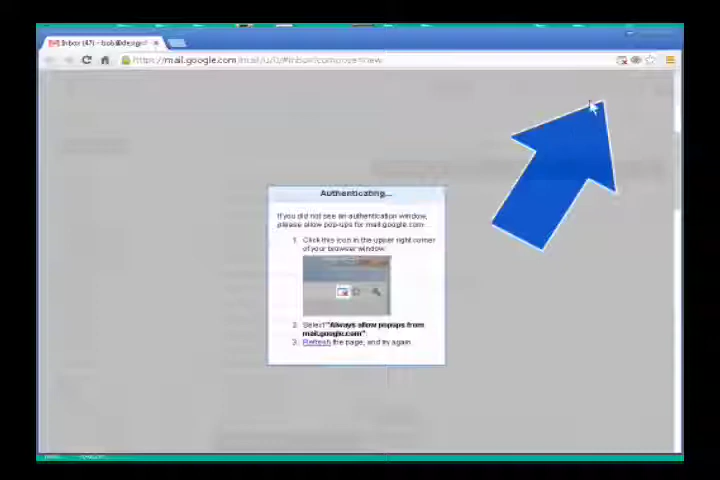 Inbox (47) - bob@design
https://mail.google.com/mail/u/0/#inbox?compose=new
Authenticating...
If you did not see an authentication window,
please allow pop-ups for mail.google.com.
1. Click this icon in the upper right corner
of your browser window:
2. Select "Always allow popups from
mail.google.com"
3. Refresh the page, and try again.